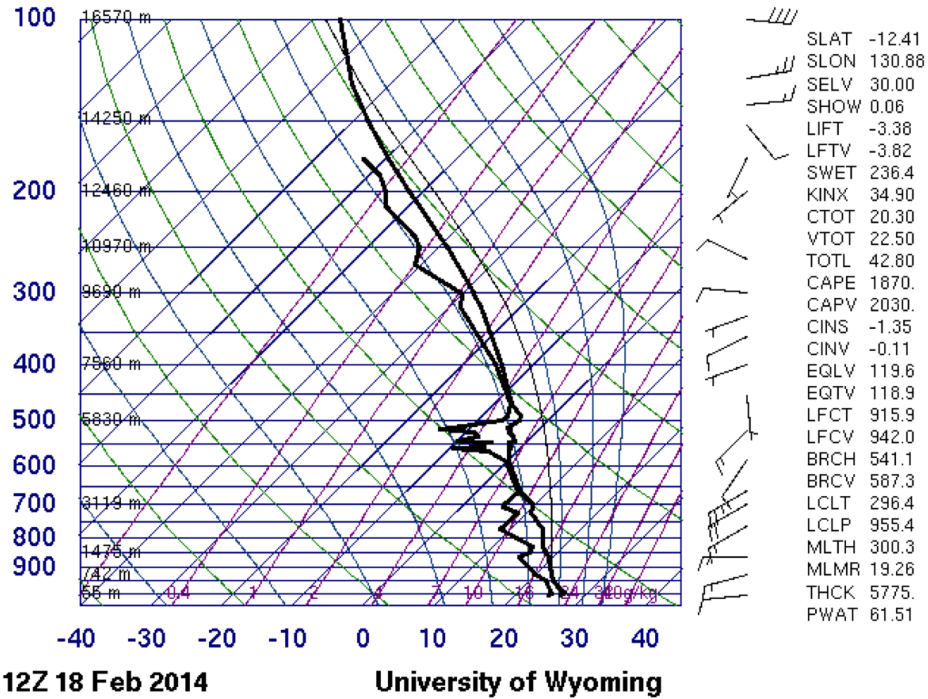 100
16570 m
14250 m
200
12460 m
10970 m
300
9690 m
400
7560 m
500
5830 m
600
700
3119 m
800
1475 m
900
742 m
56 m
0.4 1 2 4 7 10 16 24 32 40g/kg
-40 -30 -20 -10 0 10 20 30 40
12Z 18 Feb 2014 University of Wyoming
SLAT -12.41
SLON 130.88
SELV 30.00
SHOW 0.06
LIFT -3.38
LFTV -3.82
SWET 236.4
KINX 34.90
CTOT 20.30
VTOT 22.50
TOTL 42.80
CAPE 1870.
CAPV 2030.
CINS -1.35
CINV -0.11
EQLV 119.6
EQTV 118.9
LFCT 915.9
LFCV 942.0
BRCH 541.1
BRCV 587.3
LCLT 296.4
LCLP 955.4
MLTH 300.3
MLMR 19.26
THCK 5775.
PWAT 61.51